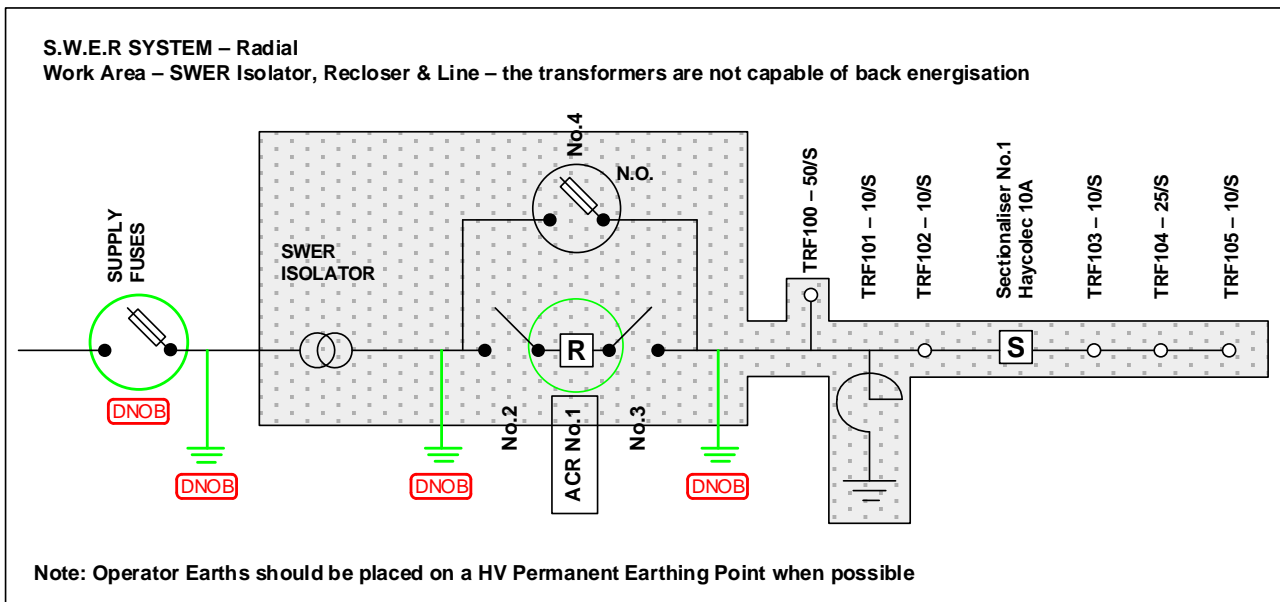 S.W.E.R SYSTEM – Radial
Work Area – SWER Isolator, Recloser & Line – the transformers are not capable of back energisation
No.4
N.O.
SUPPLY
FUSES
SWER
ISOLATOR
TRF100 – 50/S
TRF101 – 10/S
TRF102 – 10/S
Sectionaliser No.1
Haycolec 10A
TRF103 – 10/S
TRF104 – 25/S
TRF105 – 10/S
R
S
DNOB
No.2
ACR No.1
No.3
DNOB
DNOB
DNOB
Note: Operator Earths should be placed on a HV Permanent Earthing Point when possible